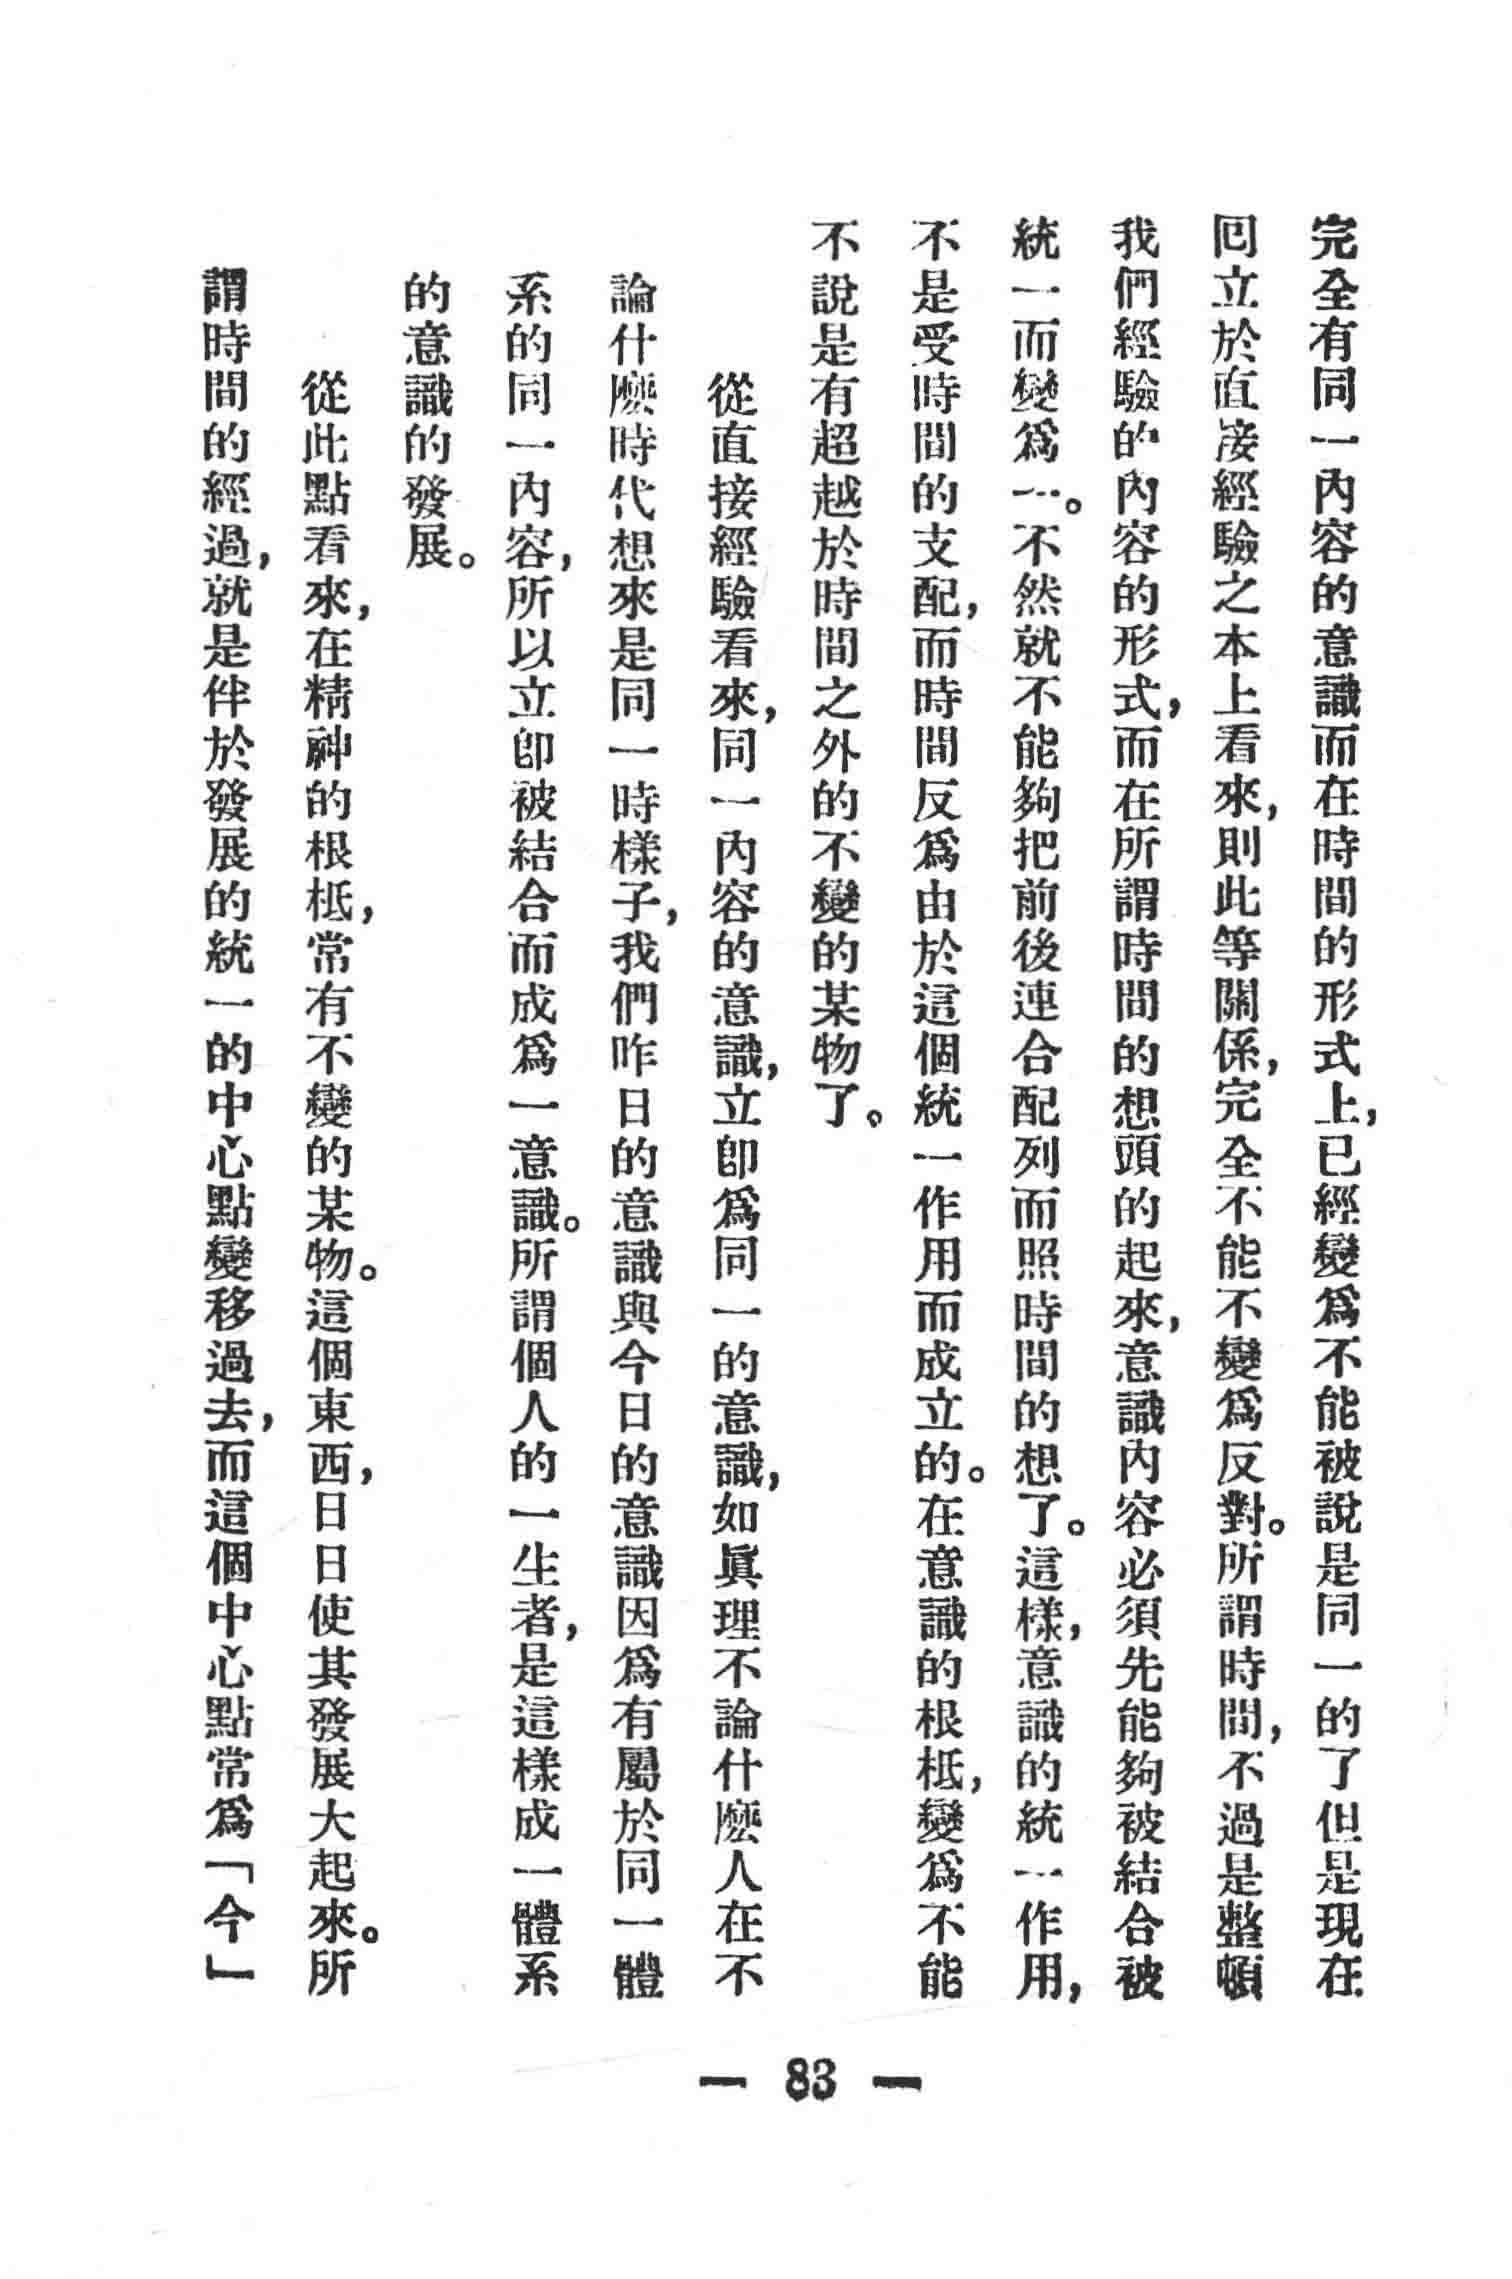 完全有同一內容的意識而在時間的形式上，已經變爲不能被說是同一的了但是現在
回立於直接經驗之本上看來，則此等關係，完全不能不變爲反對。所謂時間，不過是整頓
我們經驗的內容的形式，而在所謂時間的想頭的起來，意識內容必須先能夠被結合被
統一而變爲一。不然就不能夠把前後連合配列而照時間的想了。這樣，意識的統一作用，
不是受時間的支配，而時間反爲由於這個統一作用而成立的。在意識的根柢，變爲不能
不說是有超越於時間之外的不變的某物了。
從直接經驗看來，同一內容的意識，立卽爲同一的意識，如眞理不論什麼人在不
論什麼時代想來是同一時樣子，我們昨日的意識與今日的意識因爲有屬於同一體
系的同一內容，所以立卽被結合而成爲一意識。所謂個人的一生者，是這樣成一體系
的意識的發展。
從此點看來，在精神的根柢，常有不變的某物。這個東西，日日使其發展大起來。所
謂時間的經過，就是伴於發展的統一的中心點變移過去，而這個中心點常爲「今」
— 83 —